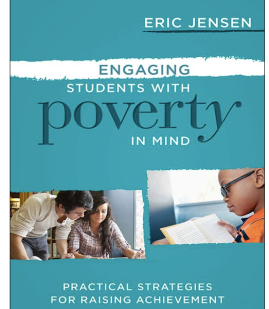 ERIC JENSEN
ENGAGING
STUDENTS WITH
poverty
IN MIND
PRACTICAL STRATEGIES
FOR RAISING ACHIEVEMENT